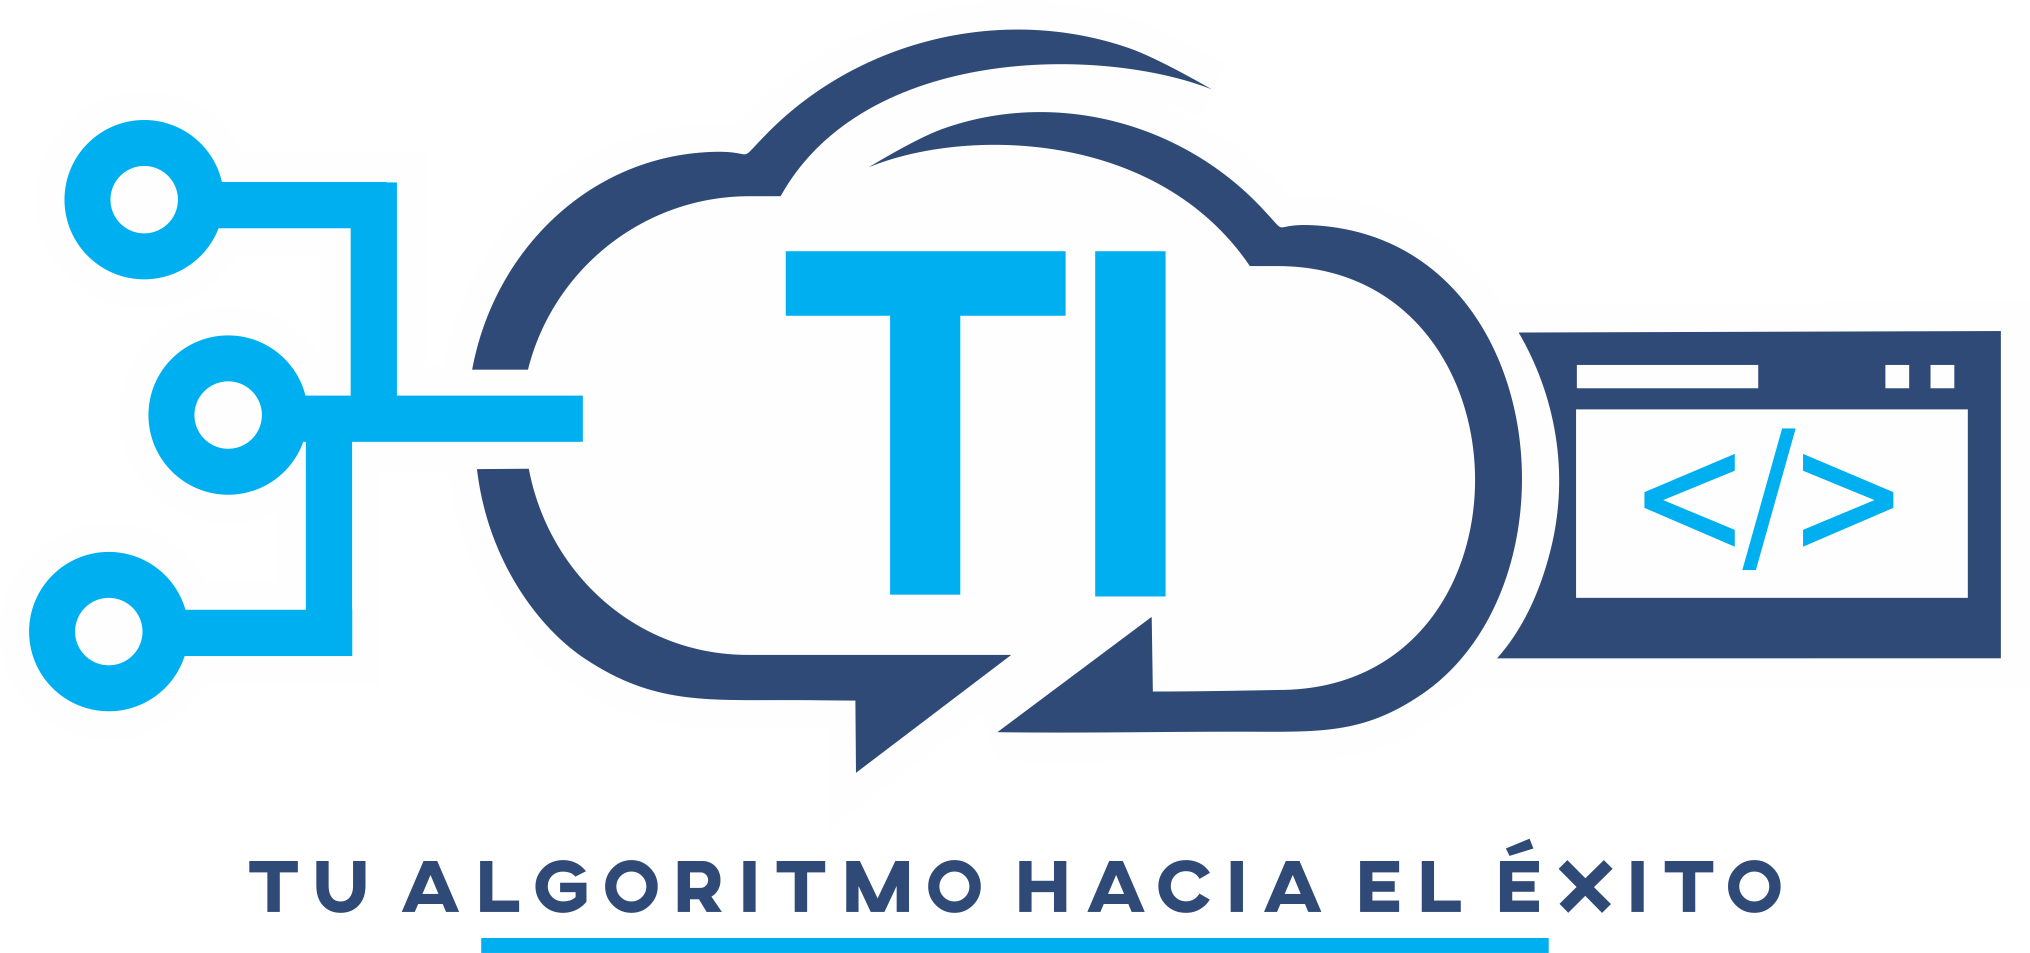 TI
</>
TU ALGORITMO HACIA EL ÉXITO